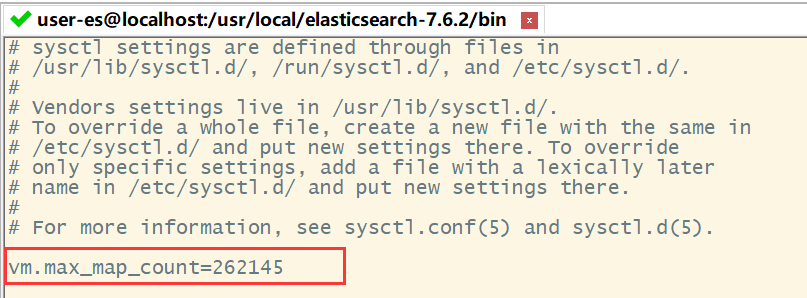 user-es@localhost:/usr/local/elasticsearch-7.6.2/bin x
# sysctl settings are defined through files in
# /usr/lib/sysctl.d/, /run/sysctl.d/, and /etc/sysctl.d/.
#
# Vendors settings live in /usr/lib/sysctl.d/.
# To override a whole file, create a new file with the same in
# /etc/sysctl.d/ and put new settings there. To override
# only specific settings, add a file with a lexically later
# name in /etc/sysctl.d/ and put new settings there.
#
# For more information, see sysctl.conf(5) and sysctl.d(5).
vm.max_map_count=262145